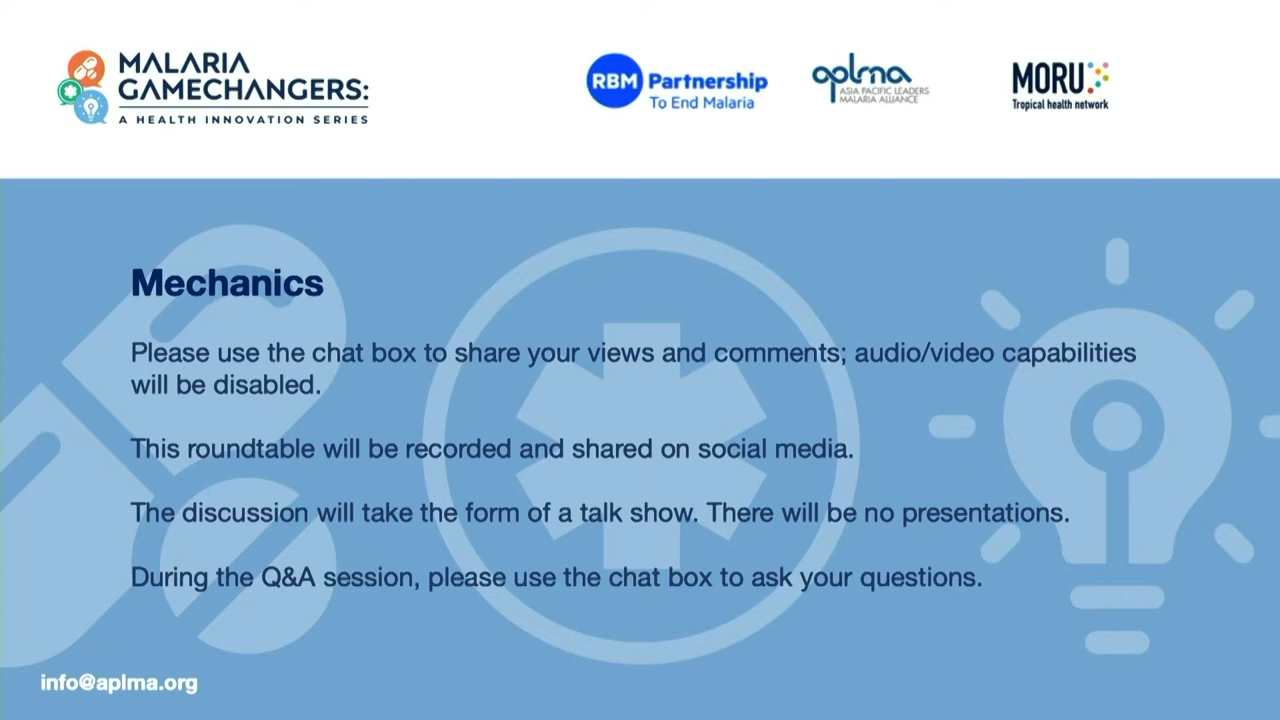 MALARIA
GAMECHANGERS:
A HEALTH INNOVATION SERIES
RBM Partnership
To End Malaria
aplma
ASIA PACIFIC LEADERS
MALARIA ALLIANCE
MORU
Tropical health network
Mechanics
Please use the chat box to share your views and comments; audio/video capabilities
will be disabled.
This roundtable will be recorded and shared on social media.
The discussion will take the form of a talk show. There will be no presentations.
During the Q&A session, please use the chat box to ask your questions.
info@aplma.org